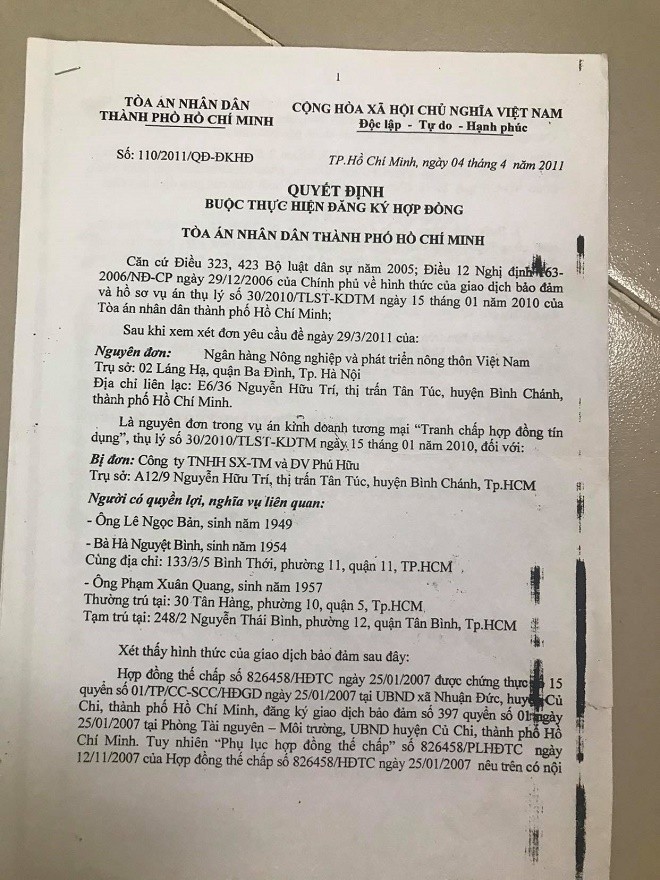 1
TÒA ÁN NHÂN DÂN
THÀNH PHỐ HỒ CHÍ MINH
CỘNG HÒA XÃ HỘI CHỦ NGHĨA VIỆT NAM
Độc lập - Tự do - Hạnh phúc
Số: 110/2011/QĐ-ĐKHĐ
TP.Hồ Chí Minh, ngày 04 tháng 4 năm 2011
QUYẾT ĐỊNH
BUỘC THỰC HIỆN ĐĂNG KÝ HỢP ĐỒNG
TÒA ÁN NHÂN DÂN THÀNH PHỐ HỒ CHÍ MINH
Căn cứ Điều 323, 423 Bộ luật dân sự năm 2005; Điều 12 Nghị định 163-
2006/NĐ-CP ngày 29/12/2006 của Chính phủ về hình thức của giao dịch bảo đảm
và hồ sơ vụ án thụ lý số 30/2010/TLST-KDTM ngày 15 tháng 01 năm 2010 của
Tòa án nhân dân thành phố Hồ Chí Minh;
Sau khi xem xét đơn yêu cầu đề ngày 29/3/2011 của:
Nguyên đơn: Ngân hàng Nông nghiệp và phát triển nông thôn Việt Nam
Trụ sở: 02 Láng Hạ, quận Ba Đình, Tp. Hà Nội
Địa chỉ liên lạc: E6/36 Nguyễn Hữu Trí, thị trấn Tân Túc, huyện Bình Chánh,
thành phố Hồ Chí Minh.
Là nguyên đơn trong vụ án kinh doanh tương mại “Tranh chấp hợp đồng tín
dụng”, thụ lý số 30/2010/TLST-KDTM ngày 15 tháng 01 năm 2010, đối với:
Bị đơn: Công ty TNHH SX-TM và DV Phú Hữu
Trụ sở: A12/9 Nguyễn Hữu Trí, thị trấn Tân Túc, huyện Bình Chánh, Tp.HCM
Người có quyền lợi, nghĩa vụ liên quan:
- Ông Lê Ngọc Bản, sinh năm 1949
- Bà Hà Nguyệt Bình, sinh năm 1954
Cùng địa chỉ: 133/3/5 Bình Thới, phường 11, quận 11, TP.HCM
- Ông Phạm Xuân Quang, sinh năm 1957
Thường trú tại: 30 Tân Hàng, phường 10, quận 5, Tp.HCM
Tạm trú tại: 248/2 Nguyễn Thái Bình, phường 12, quận Tân Bình, Tp.HCM
Xét thấy hình thức của giao dịch bảo đảm sau đây:
Hợp đồng thế chấp số 826458/HĐTC ngày 25/01/2007 được chứng thực số 15
quyển số 01/TP/CC-SCC/HĐGD ngày 25/01/2007 tại UBND xã Nhuận Đức, huyện Củ
Chi, thành phố Hồ Chí Minh, đăng ký giao dịch bảo đảm số 397 quyển số 01 ngày
25/01/2007 tại Phòng Tài nguyên – Môi trường, UBND huyện Củ Chi, thành phố Hồ
Chí Minh. Tuy nhiên “Phụ lục hợp đồng thế chấp” số 826458/PLHĐTC ngày
12/11/2007 của Hợp đồng thế chấp số 826458/HĐTC ngày 25/01/2007 nêu trên có nội